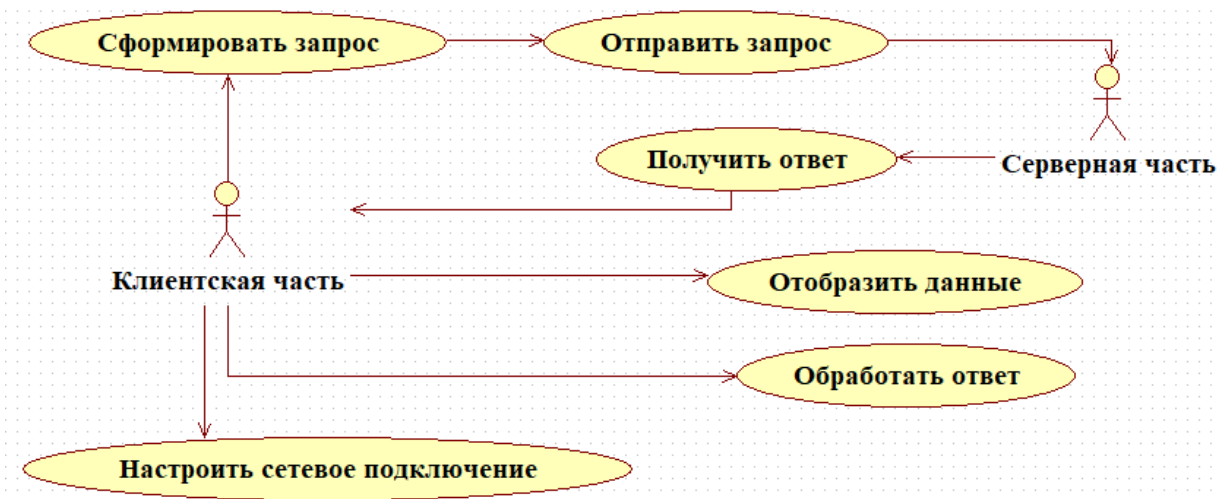 Сформировать запрос
Отправить запрос
Получить ответ
Серверная часть
Клиентская часть
Отобразить данные
Обработать ответ
Настроить сетевое подключение